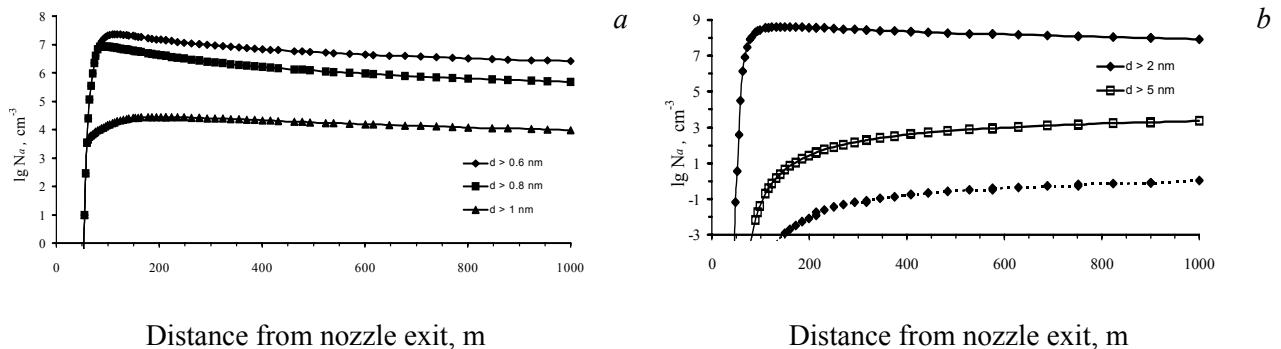 a
8
7
6
5
4
3
2
1
0
lg Na , cm-3
d > 0.6 nm
d > 0.8 nm
d > 1 nm
0 200 400 600 800 1000
Distance from nozzle exit, m
b
9
7
5
3
1
-1
-3
lg Na , cm-3
d > 2 nm
d > 5 nm
0 200 400 600 800 1000
Distance from nozzle exit, m